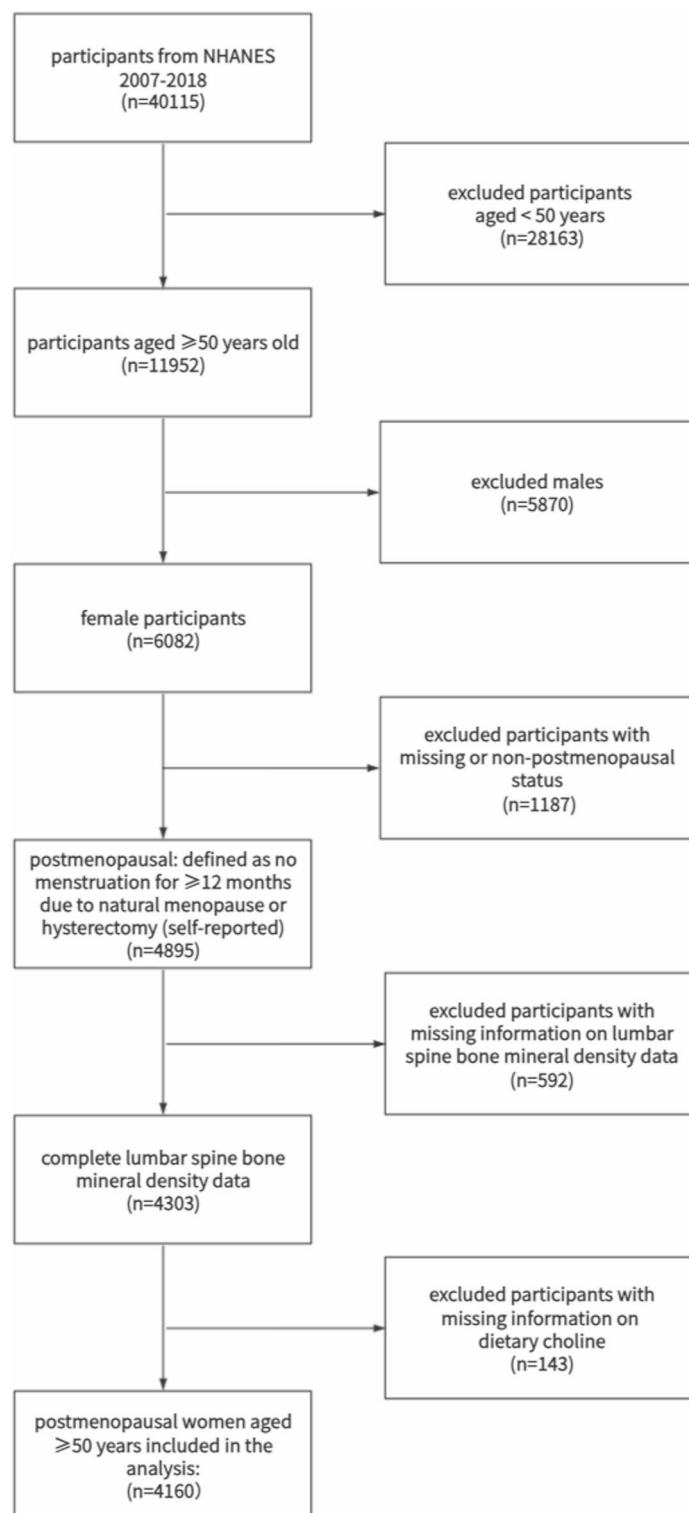 participants from NHANES
2007-2018
(n=40115)
excluded participants
aged < 50 years
(n=28163)
participants aged ⩾50 years old
(n=11952)
excluded males
(n=5870)
female participants
(n=6082)
excluded participants with
missing or non-postmenopausal
status
(n=1187)
postmenopausal: defined as no
menstruation for ⩾12 months
due to natural menopause or
hysterectomy (self-reported)
(n=4895)
excluded participants with
missing information on lumbar
spine bone mineral density data
(n=592)
complete lumbar spine bone
mineral density data
(n=4303)
excluded participants with
missing information on
dietary choline
(n=143)
postmenopausal women aged
⩾50 years included in the
analysis:
(n=4160)